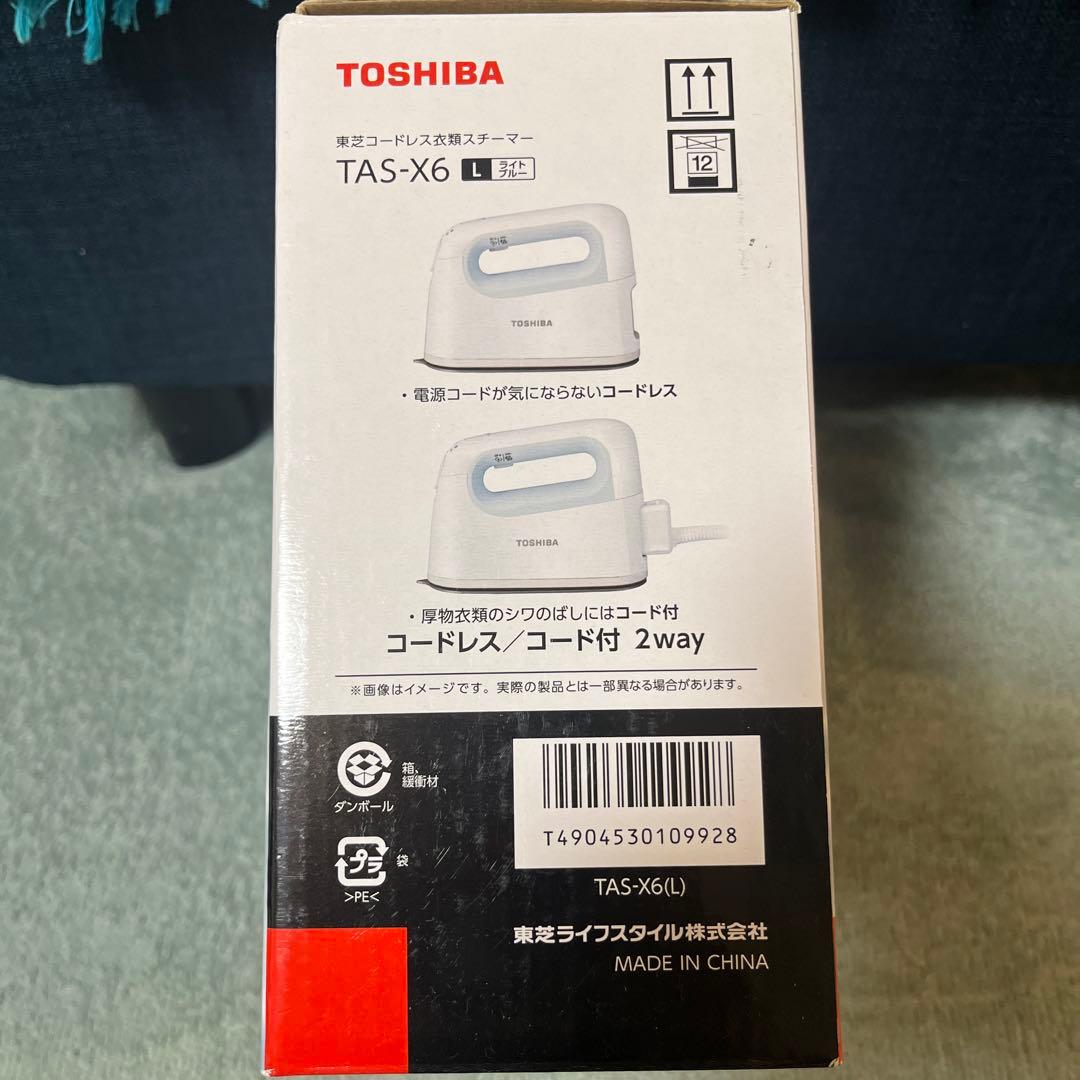 TOSHIBA
東芝コードレス衣類スチーマー
TAS-X6 L ライトブルー
12
TOSHIBA
・電源コードが気にならないコードレス
TOSHIBA
・厚物衣類のシワのばしにはコード付
コードレス／コード付 2way
※画像はイメージです。実際の製品とは一部異なる場合があります。
箱、
緩衝材
ダンボール
プラ
袋
>PE<
T4904530109928
TAS-X6(L)
東芝ライフスタイル株式会社
MADE IN CHINA